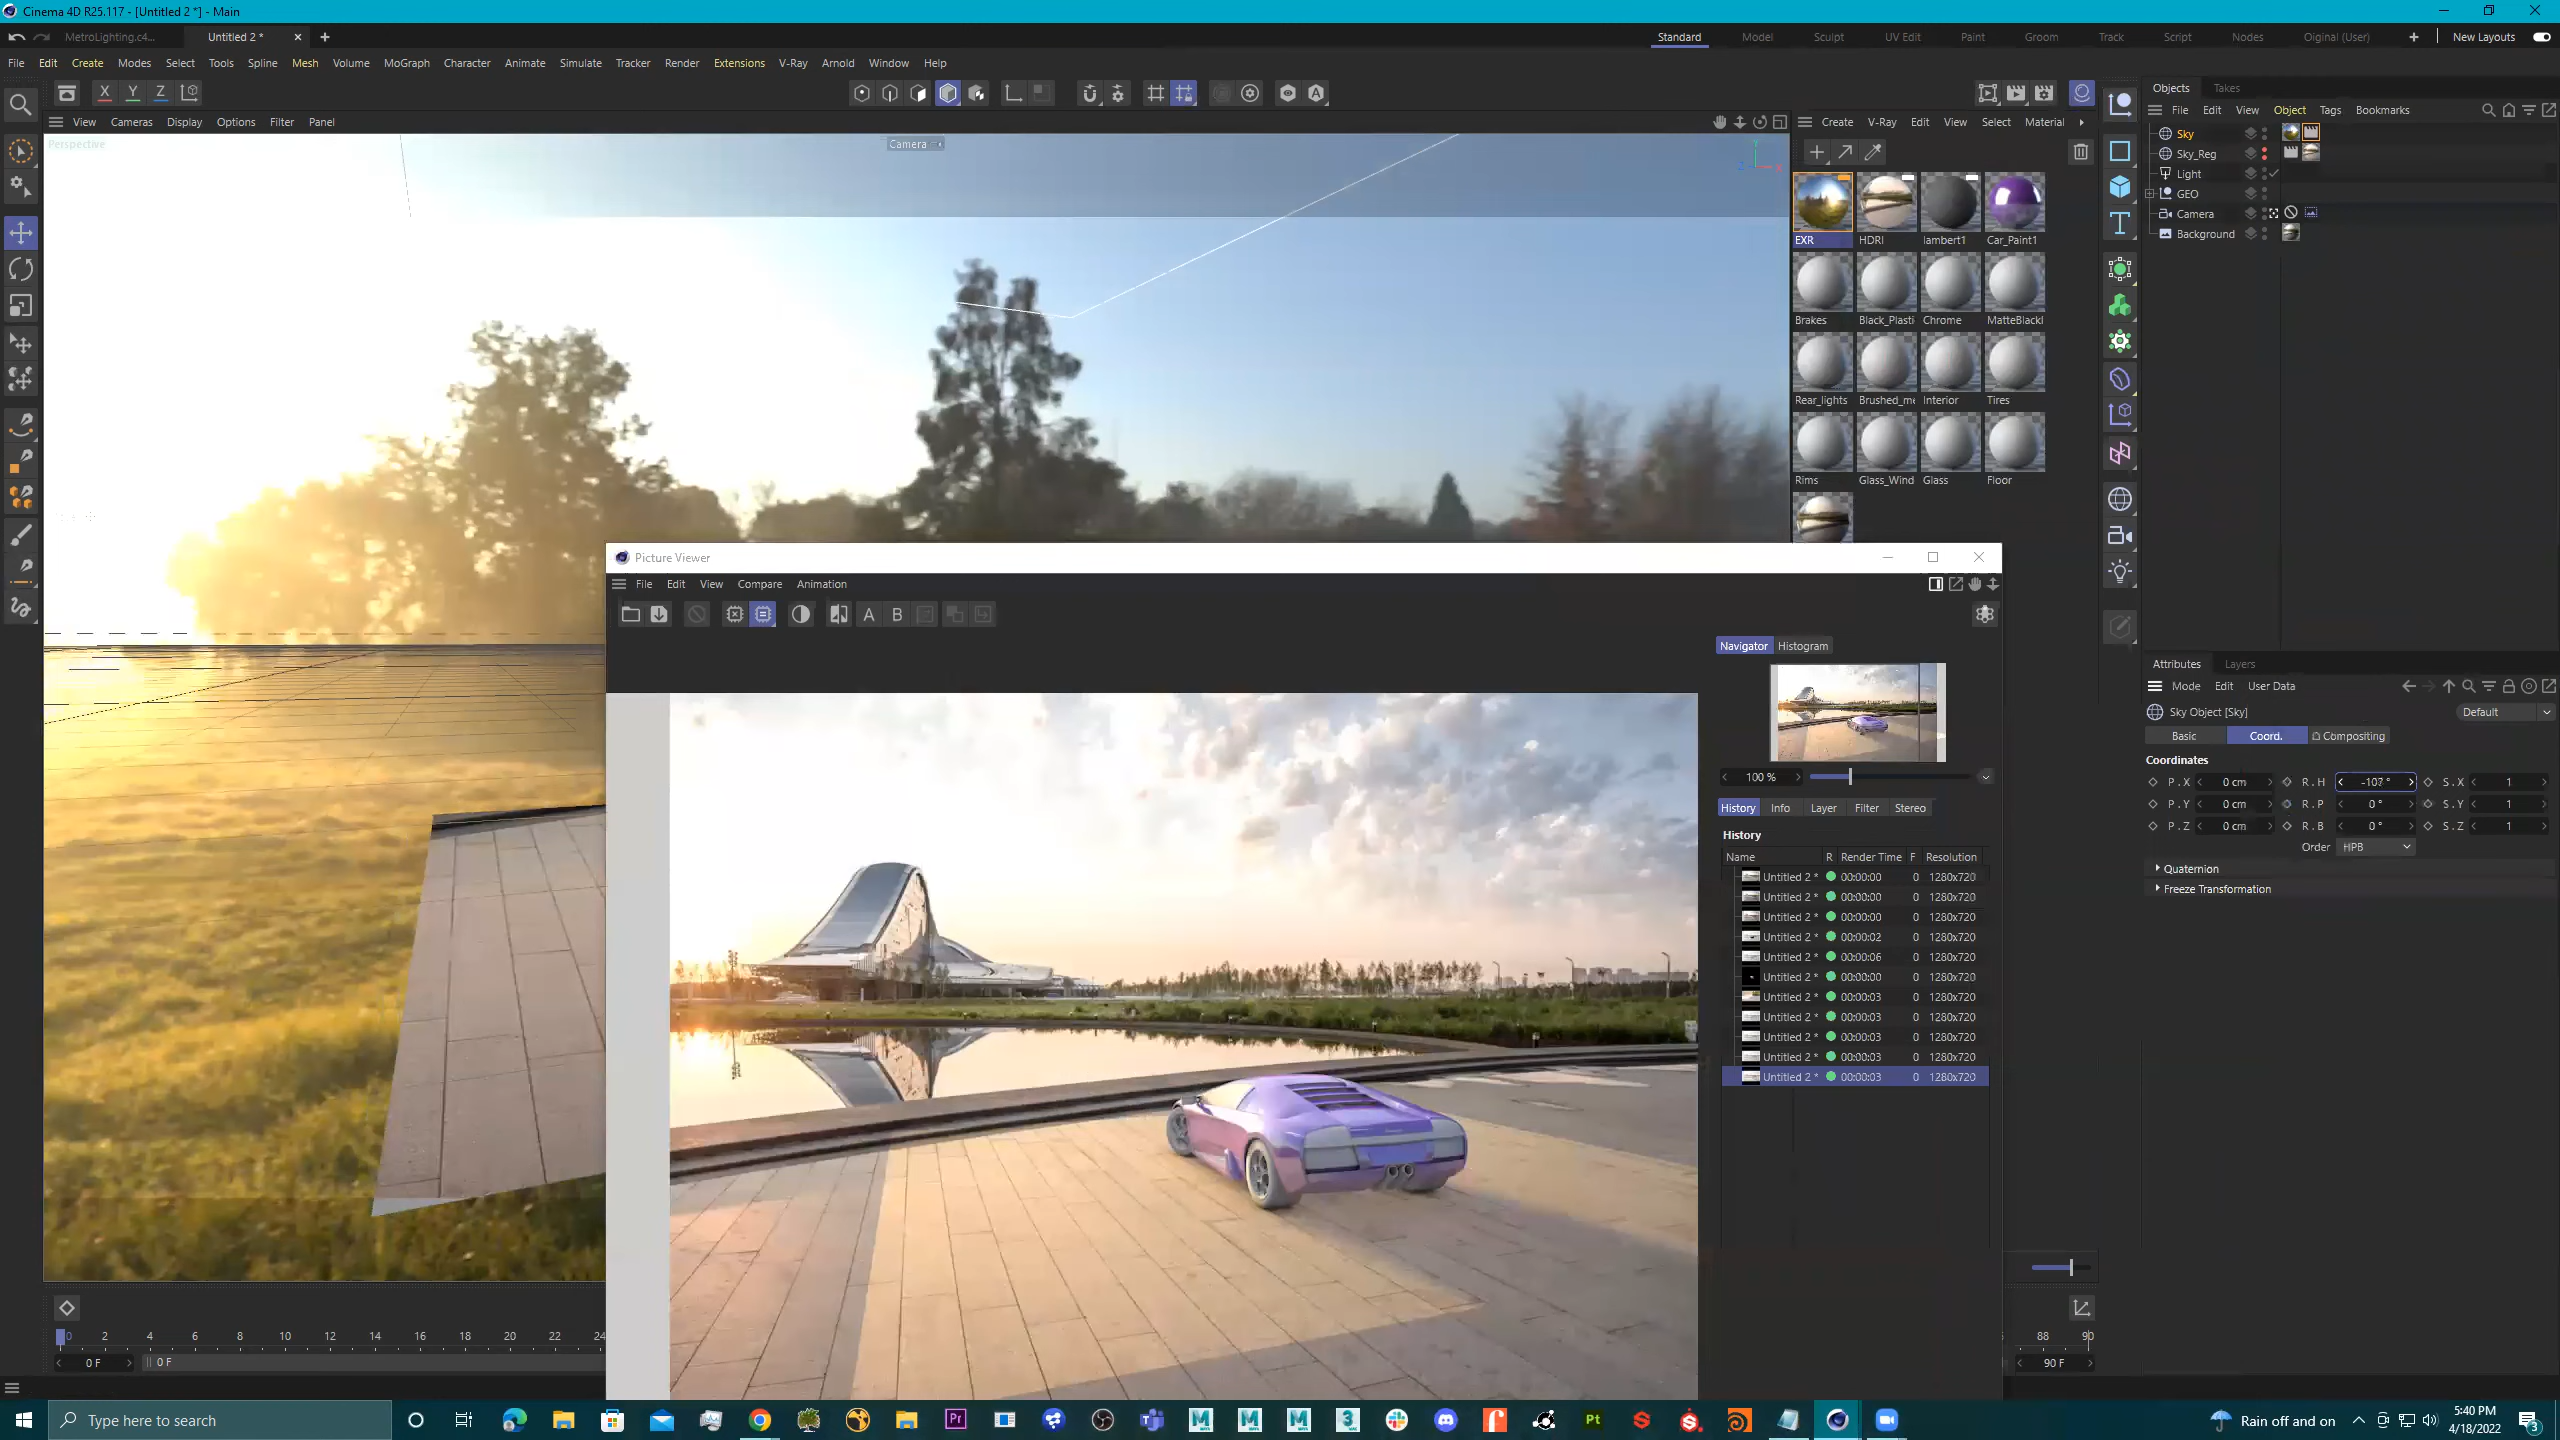 Cinema 4D R25.117 - [Untitled 2 *] - Main
MetroLighting.c4... Untitled 2 *
Standard Model Sculpt UV Edit Paint Groom Track Script Nodes Oiginal (User) New Layouts
File Edit Create Modes Select Tools Spline Mesh Volume MoGraph Character Animate Simulate Tracker Render Extensions V-Ray Arnold Window Help
X Y Z
View Cameras Display Options Filter Panel
Perspective
Camera
Create V-Ray Edit View Select Material
EXR HDRI lambert1 Car_Paint1
Brakes Black_Plasti Chrome MatteBlackl
Rear_lights Brushed_me Interior Tires
Rims Glass_Wind Glass Floor
Objects Takes
File Edit View Object Tags Bookmarks
Sky
Sky_Reg
Light
GEO
Camera
Background
Picture Viewer
File Edit View Compare Animation
A B
Navigator Histogram
100 %
History Info Layer Filter Stereo
History
Name R Render Time F Resolution
Untitled 2 * 00:00:00 0 1280x720
Untitled 2 * 00:00:00 0 1280x720
Untitled 2 * 00:00:00 0 1280x720
Untitled 2 * 00:00:02 0 1280x720
Untitled 2 * 00:00:06 0 1280x720
Untitled 2 * 00:00:00 0 1280x720
Untitled 2 * 00:00:03 0 1280x720
Untitled 2 * 00:00:03 0 1280x720
Untitled 2 * 00:00:03 0 1280x720
Untitled 2 * 00:00:03 0 1280x720
Untitled 2 * 00:00:03 0 1280x720
Attributes Layers
Mode Edit User Data
Sky Object [Sky] Default
Basic Coord. Compositing
Coordinates
P . X 0 cm R . H S . X 1
P . Y 0 cm R . P 0 ° S . Y 1
P . Z 0 cm R . B 0 ° S . Z 1
Order HPB
Quaternion
Freeze Transformation
0 2 4 6 8 10 12 14 16 18 20 22 24 88 90
0 F 0 F 90 F
Type here to search
Rain off and on
5:40 PM
4/18/2022
3